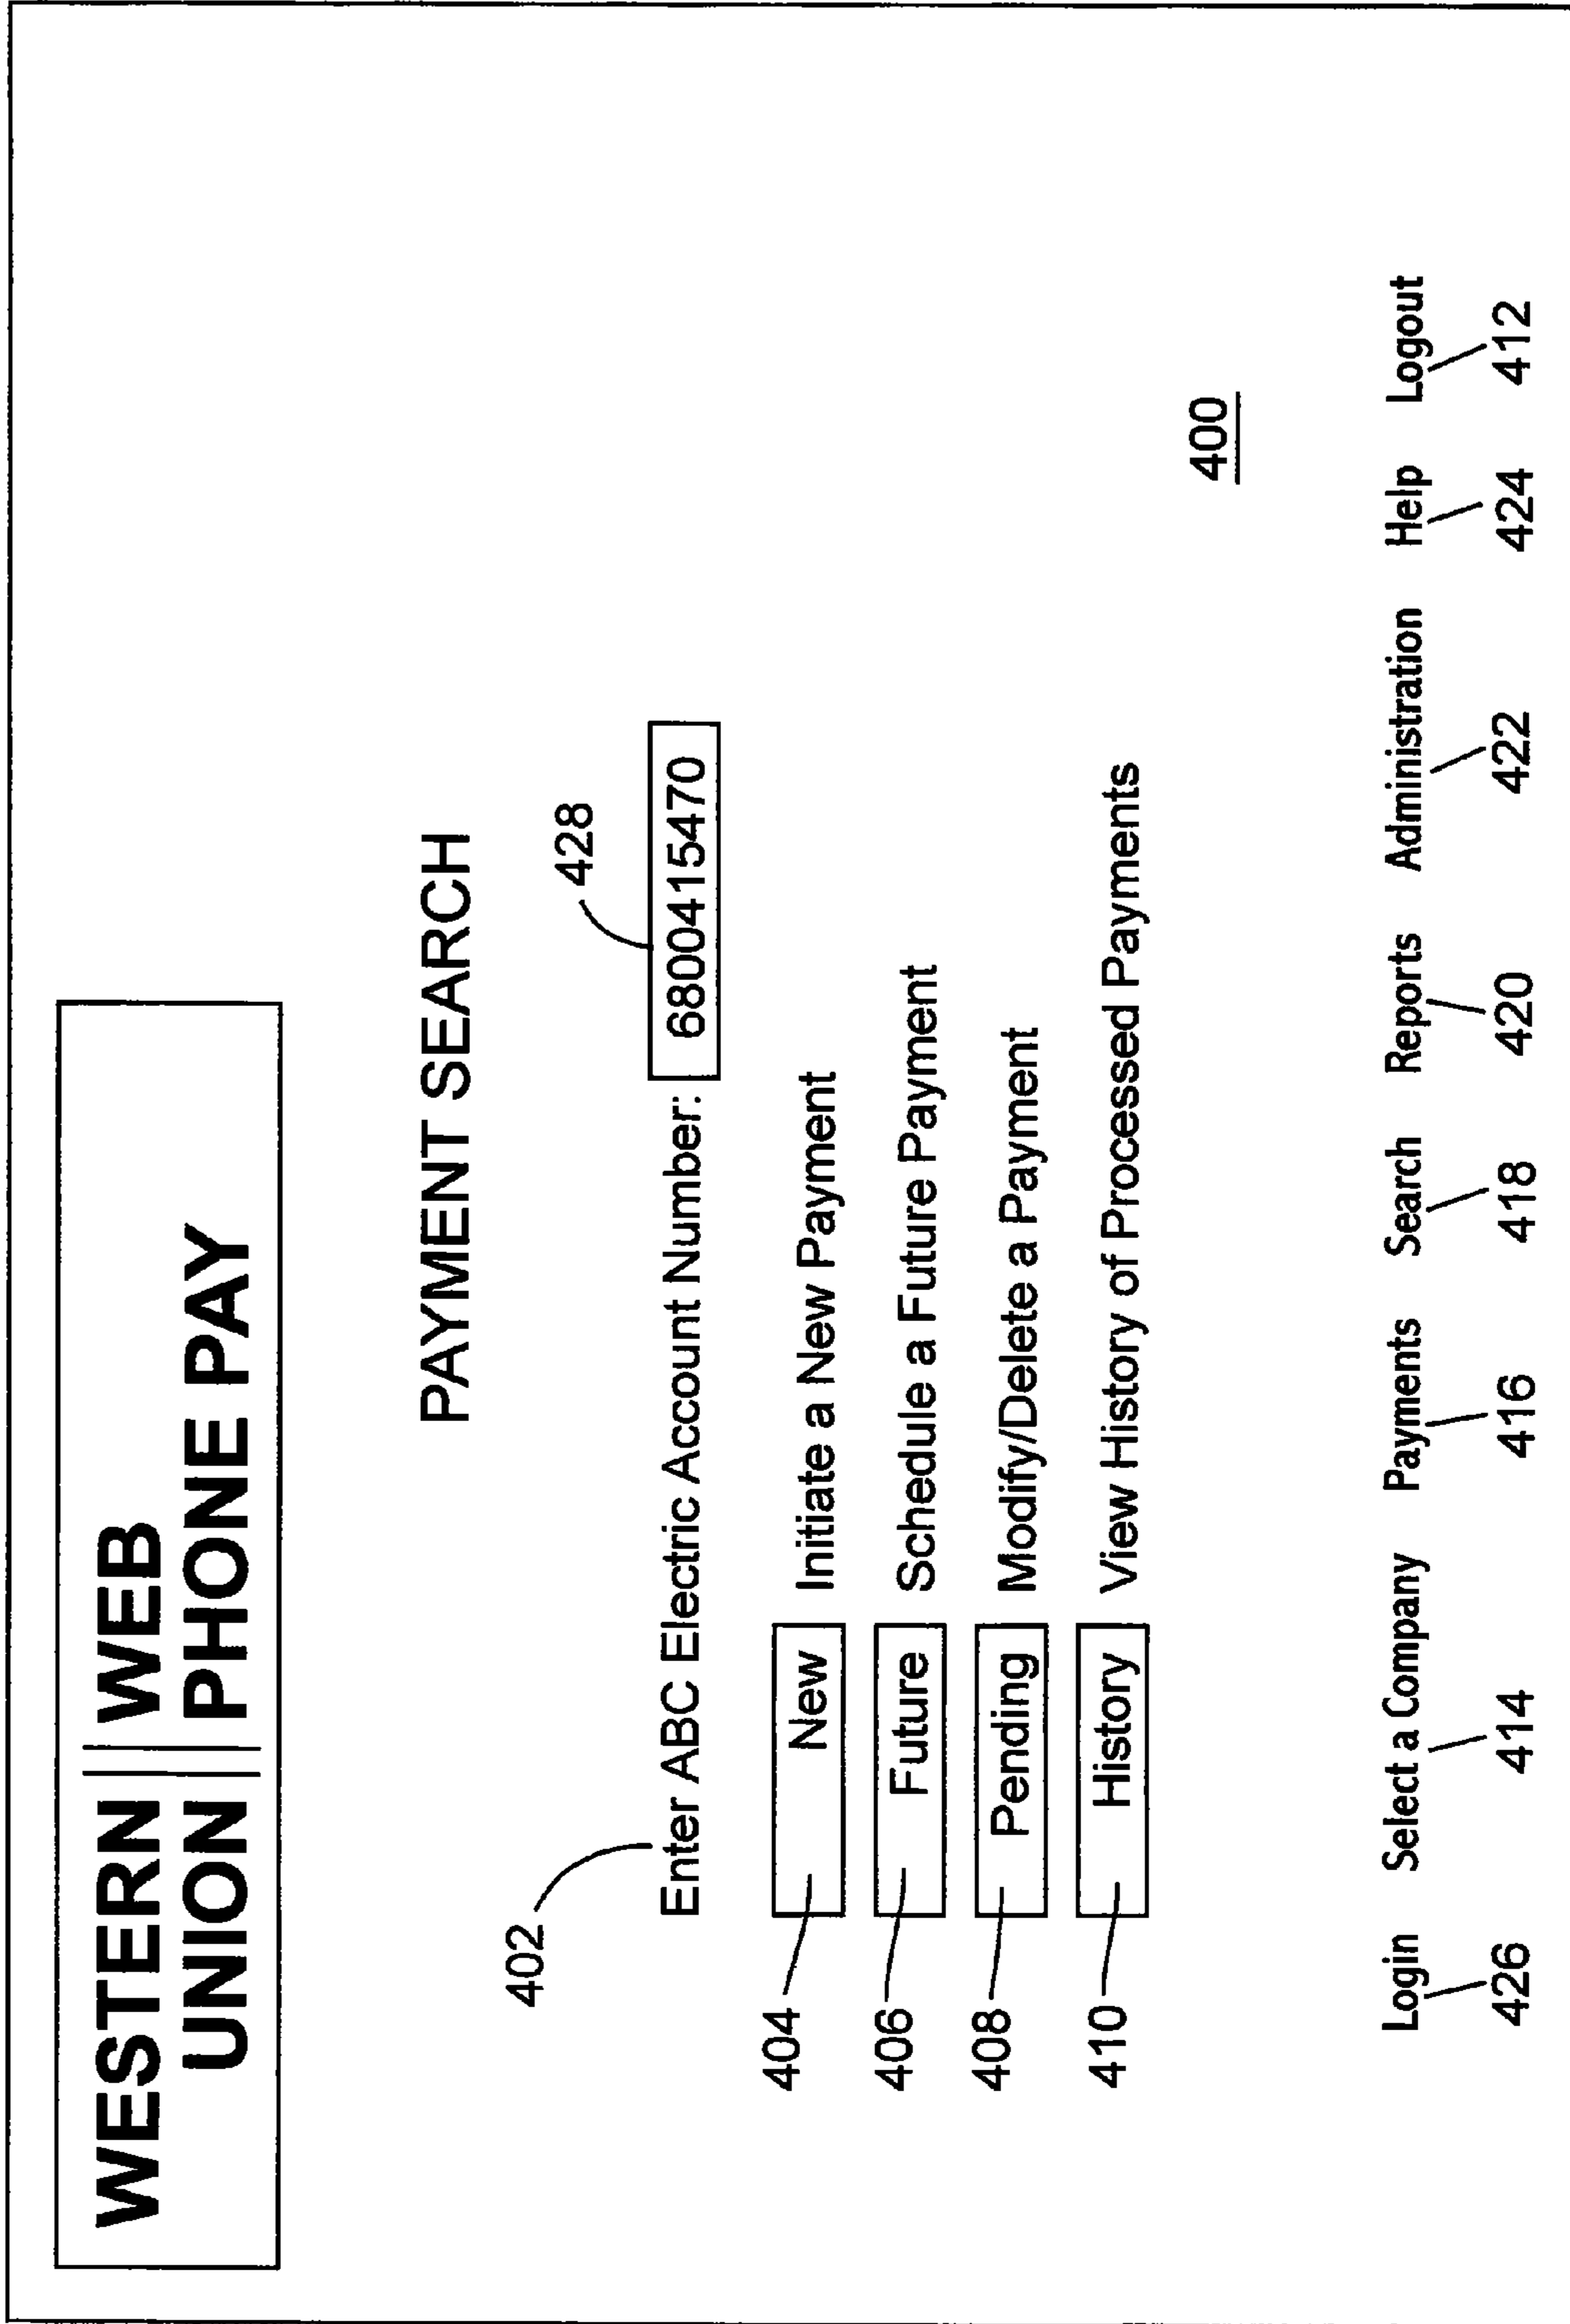 WESTERN WEB
UNION PHONE PAY
PAYMENT SEARCH
402
428
Enter ABC Electric Account Number: 6800415470
404 New Initiate a New Payment
406 Future Schedule a Future Payment
408 Pending Modify/Delete a Payment
410 History View History of Processed Payments
400
Login Select a Company Payments Search Reports Administration Help Logout
426 414 416 418 420 422 424 412